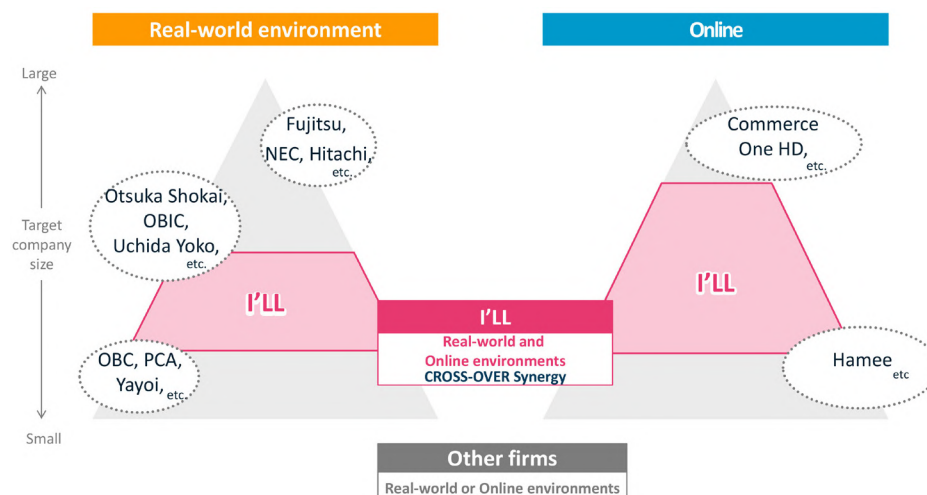 Real-world environment
Online
Large
Target
company
size
Small
Fujitsu,
NEC, Hitachi,
etc.
Otsuka Shokai,
OBIC,
Uchida Yoko,
etc.
I'LL
OBC, PCA,
Yayoi,
etc.
I'LL
Real-world and
Online environments
CROSS-OVER Synergy
Commerce
One HD,
etc.
I'LL
Hamee
etc
Other firms
Real-world or Online environments